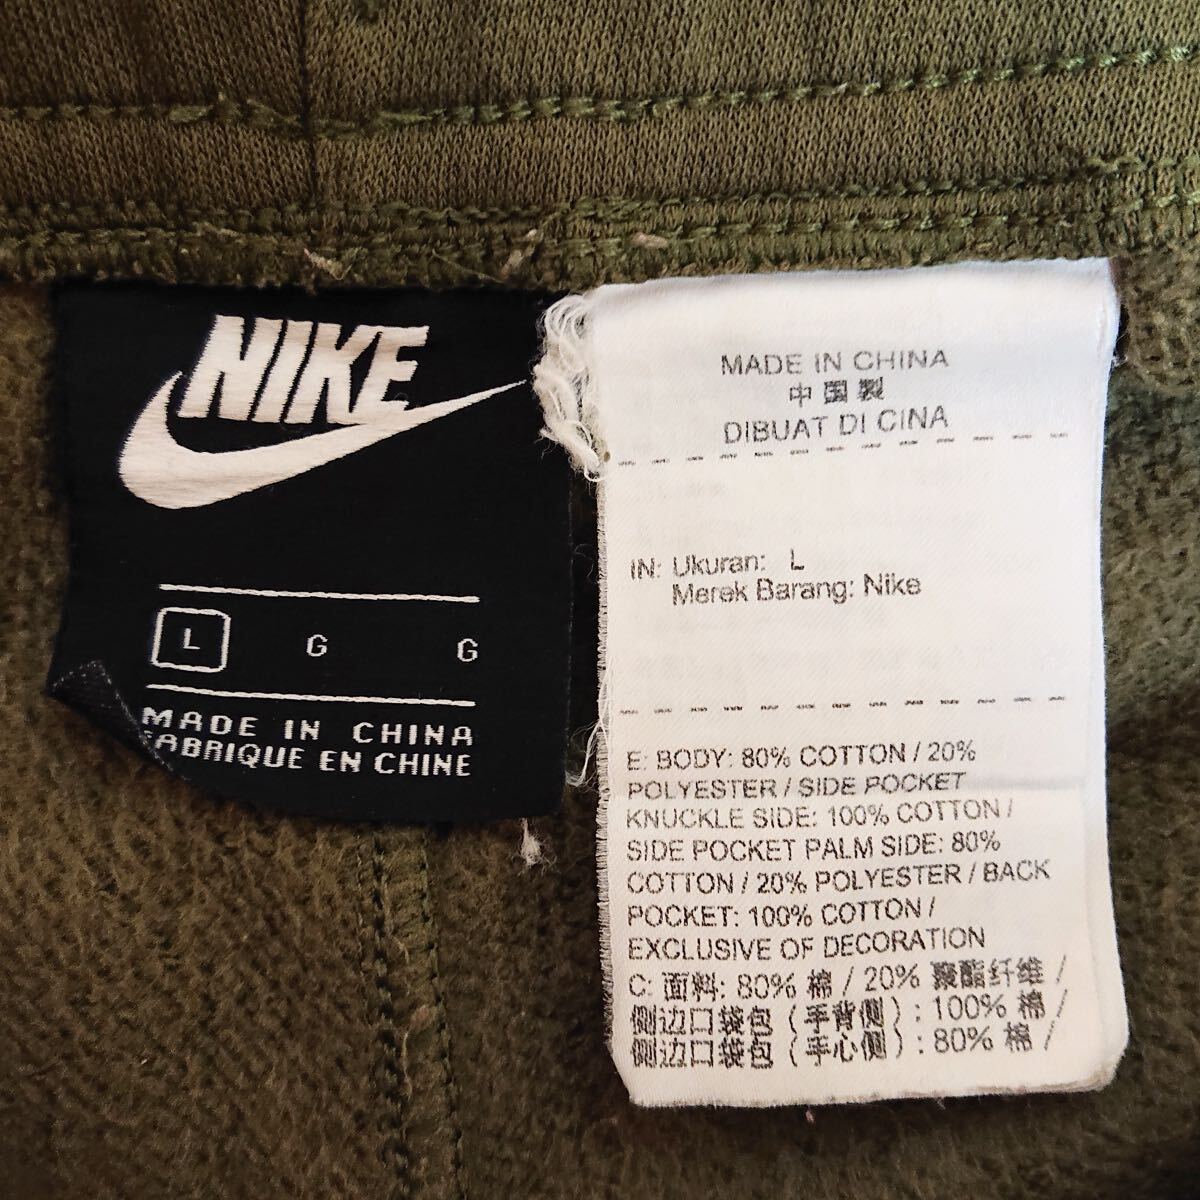 NIKE
L G G
MADE IN CHINA
FABRIQUE EN CHINE
MADE IN CHINA
中国製
DIBUAT DI CINA
IN: Ukuran: L
Merek Barang: Nike
E: BODY: 80% COTTON / 20%
POLYESTER / SIDE POCKET
KNUCKLE SIDE: 100% COTTON /
SIDE POCKET PALM SIDE: 80%
COTTON / 20% POLYESTER / BACK
POCKET: 100% COTTON /
EXCLUSIVE OF DECORATION
C: 面料: 80% 棉 / 20% 聚酯纤维 /
侧边口袋包 (手背侧) : 100% 棉 /
侧边口袋包 (手心侧) : 80% 棉 /